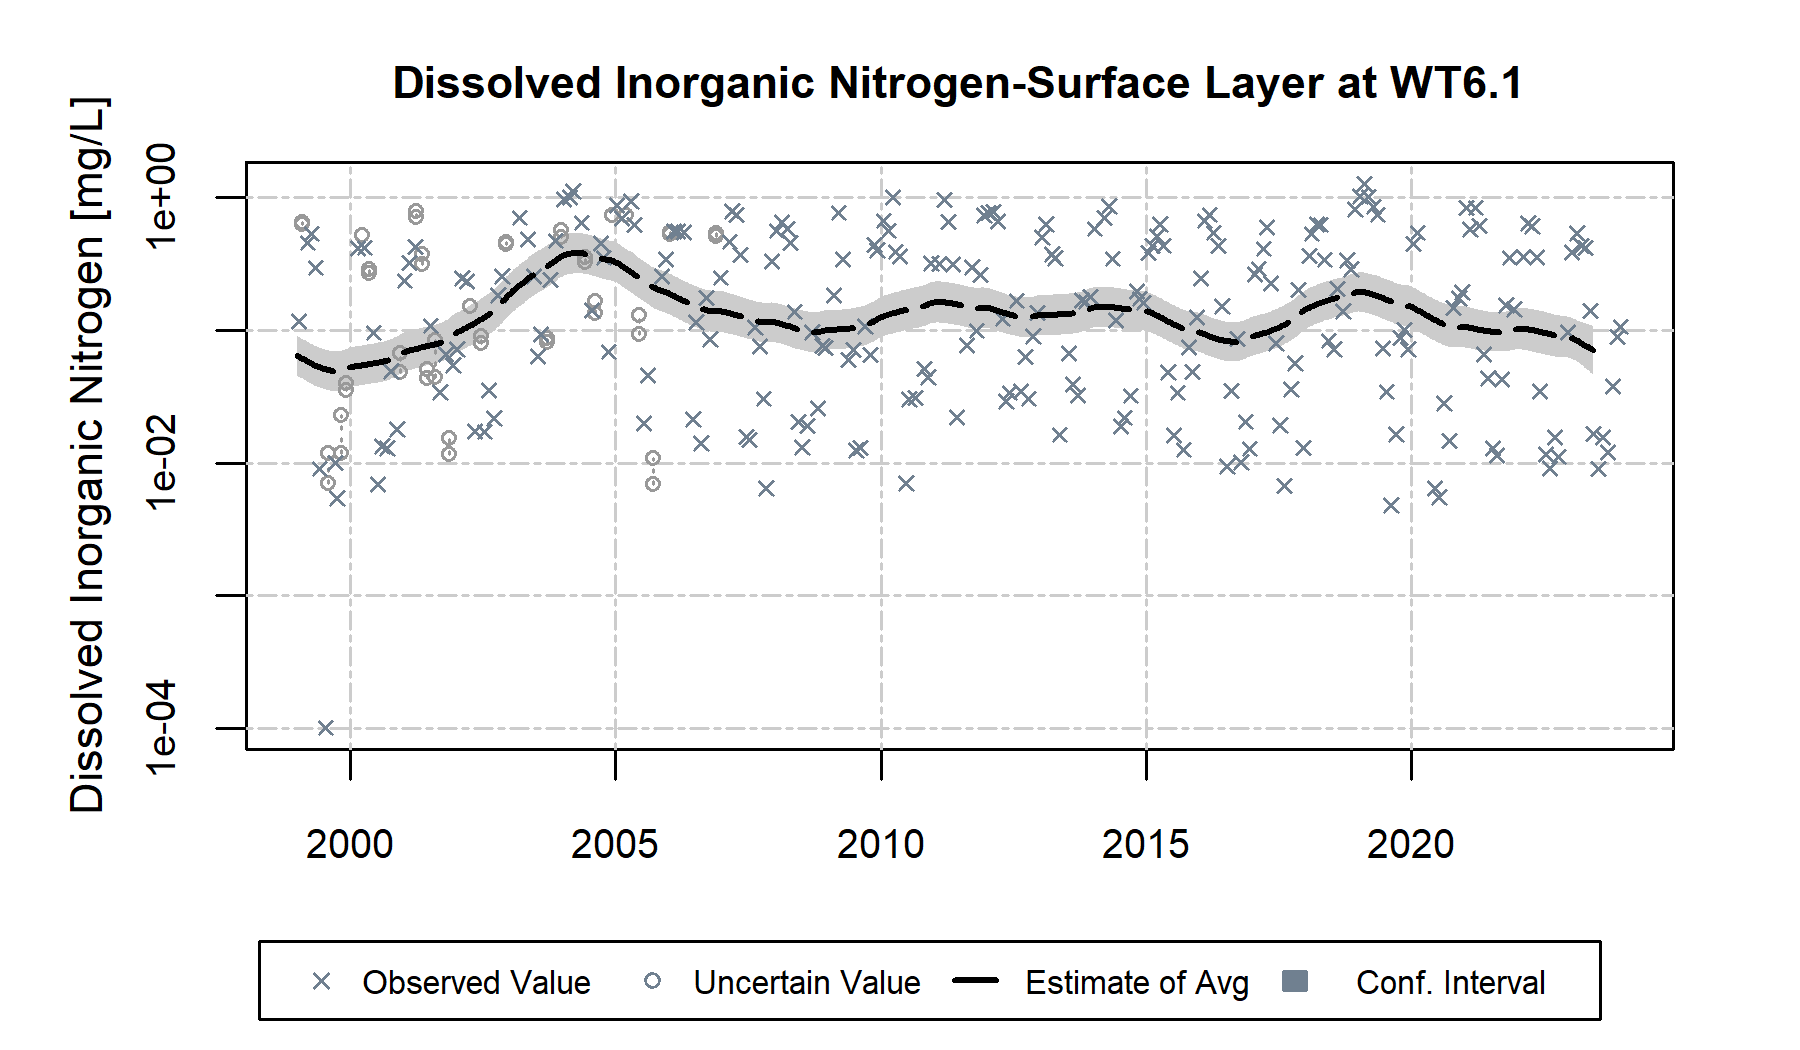 Dissolved Inorganic Nitrogen-Surface Layer at WT6.1
Dissolved Inorganic Nitrogen [mg/L]
1e+00
1e-02
1e-04
2000 2005 2010 2015 2020
Observed Value Uncertain Value Estimate of Avg Conf. Interval